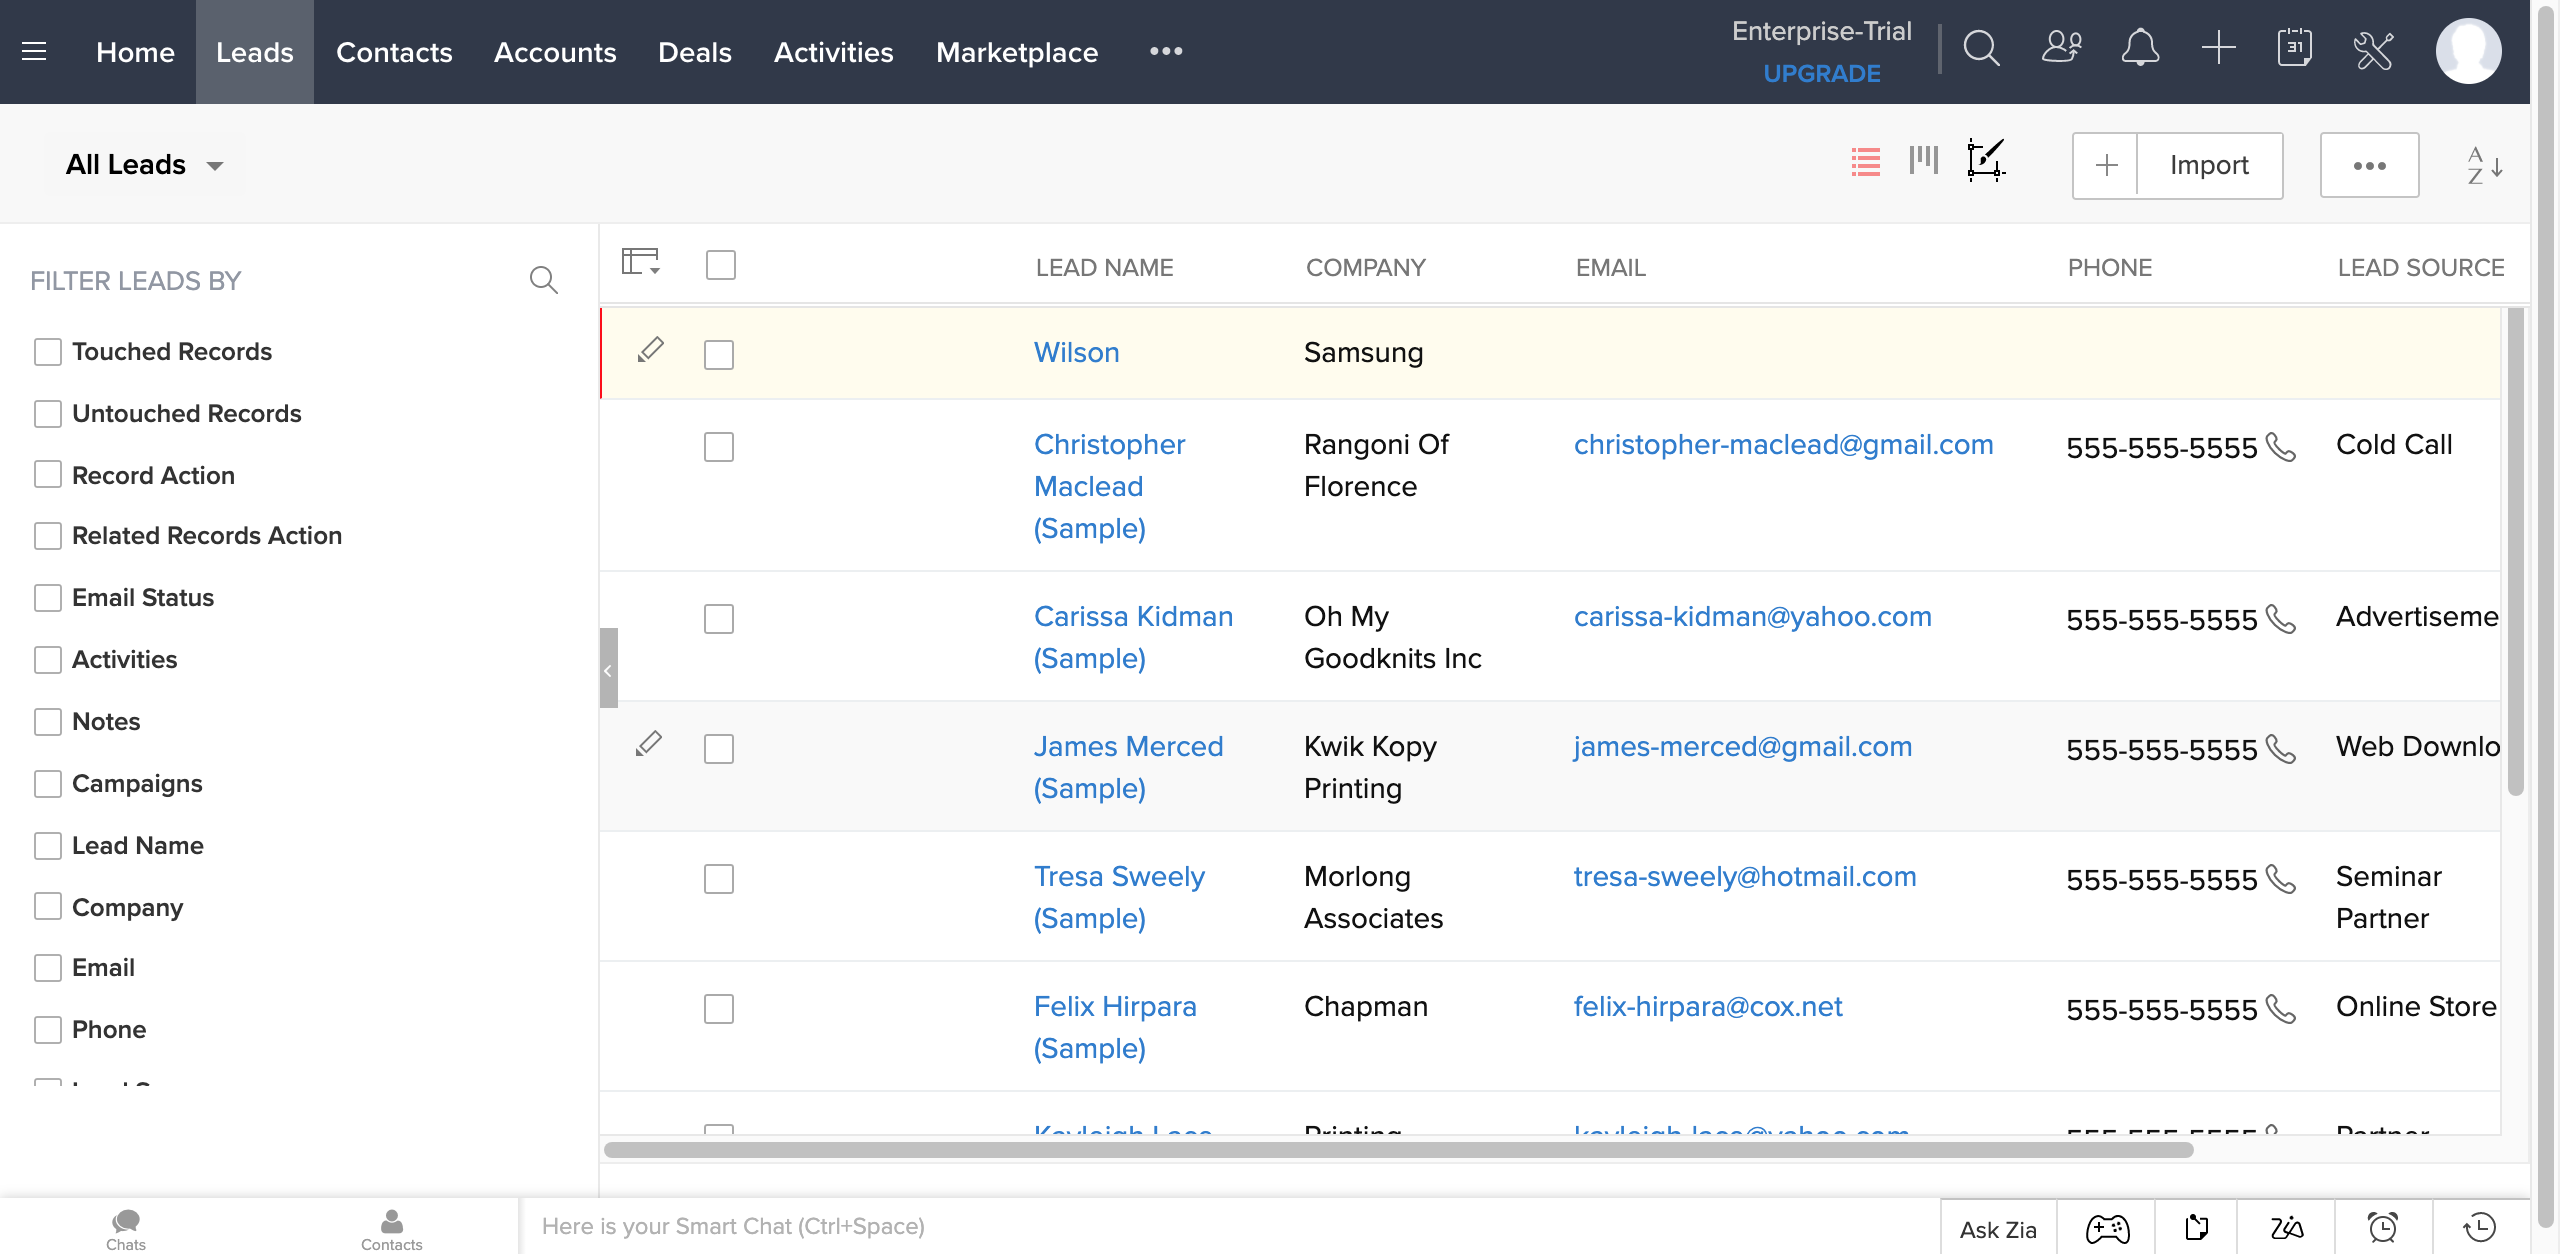 Home Leads Contacts Accounts Deals Activities Marketplace •••
Enterprise-Trial
UPGRADE
31
All Leads
Import
A
Z
FILTER LEADS BY
Touched Records
Untouched Records
Record Action
Related Records Action
Email Status
Activities
Notes
Campaigns
Lead Name
Company
Email
Phone
LEAD NAME COMPANY EMAIL PHONE LEAD SOURCE
Wilson Samsung
Christopher Rangoni Of christopher-maclead@gmail.com 555-555-5555 Cold Call
Maclead Florence
(Sample)
Carissa Kidman Oh My carissa-kidman@yahoo.com 555-555-5555 Advertiseme
(Sample) Goodknits Inc
James Merced Kwik Kopy james-merced@gmail.com 555-555-5555 Web Downlo
(Sample) Printing
Tresa Sweely Morlong tresa-sweely@hotmail.com 555-555-5555 Seminar
(Sample) Associates Partner
Felix Hirpara Chapman felix-hirpara@cox.net 555-555-5555 Online Store
(Sample)
Chats Contacts
Here is your Smart Chat (Ctrl+Space)
Ask Zia